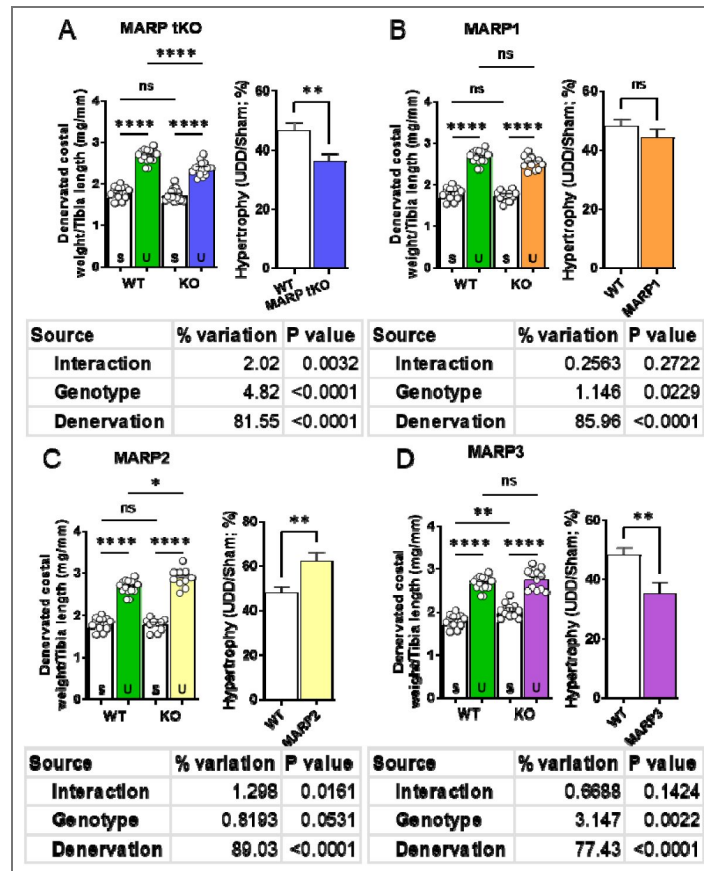 A
MARP tKO
****
ns
**** ****
Denervated costal
weight/Tibia length (mg/mm)
4
3
2
1
0
S U S U
WT KO
Hypertrophy (UDD/Sham; %)
60
40
20
0
**
WT
MARP tKO
Source % variation P value
Interaction 2.02 0.0032
Genotype 4.82 <0.0001
Denervation 81.55 <0.0001
B
MARP1
ns
ns
**** ****
Denervated costal
weight/Tibia length (mg/mm)
4
3
2
1
0
S U S U
WT KO
Hypertrophy (UDD/Sham; %)
60
40
20
0
ns
WT
MARP1
Source % variation P value
Interaction 0.2563 0.2722
Genotype 1.146 0.0229
Denervation 85.96 <0.0001
C
MARP2
*
ns
**** ****
Denervated costal
weight/Tibia length (mg/mm)
4
3
2
1
0
S U S U
WT KO
Hypertrophy (UDD/Sham; %)
80
60
40
20
0
**
WT
MARP2
Source % variation P value
Interaction 1.298 0.0161
Genotype 0.8193 0.0531
Denervation 89.03 <0.0001
D
MARP3
ns
**
**** ****
Denervated costal
weight/Tibia length (mg/mm)
4
3
2
1
0
S U S U
WT KO
Hypertrophy (UDD/Sham; %)
60
40
20
0
**
WT
MARP3
Source % variation P value
Interaction 0.6688 0.1424
Genotype 3.147 0.0022
Denervation 77.43 <0.0001